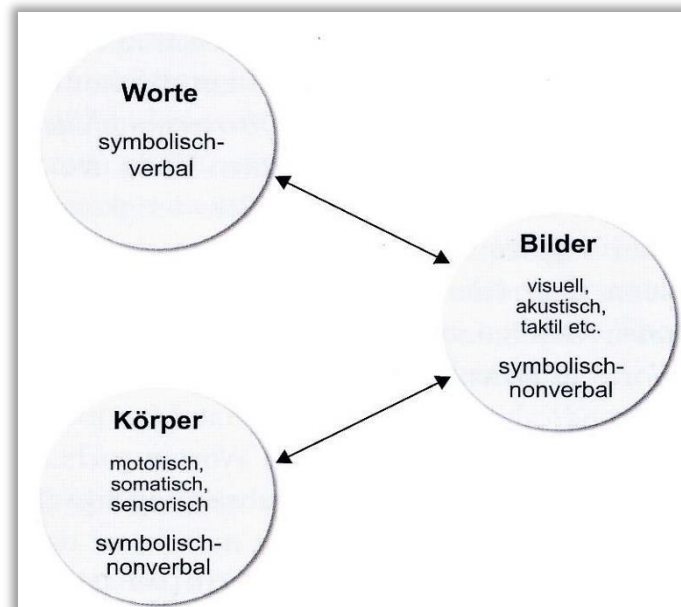 Worte
symbolisch-
verbal
Bilder
visuell,
akustisch,
taktil etc.
symbolisch-
nonverbal
Körper
motorisch,
somatisch,
sensorisch
symbolisch-
nonverbal